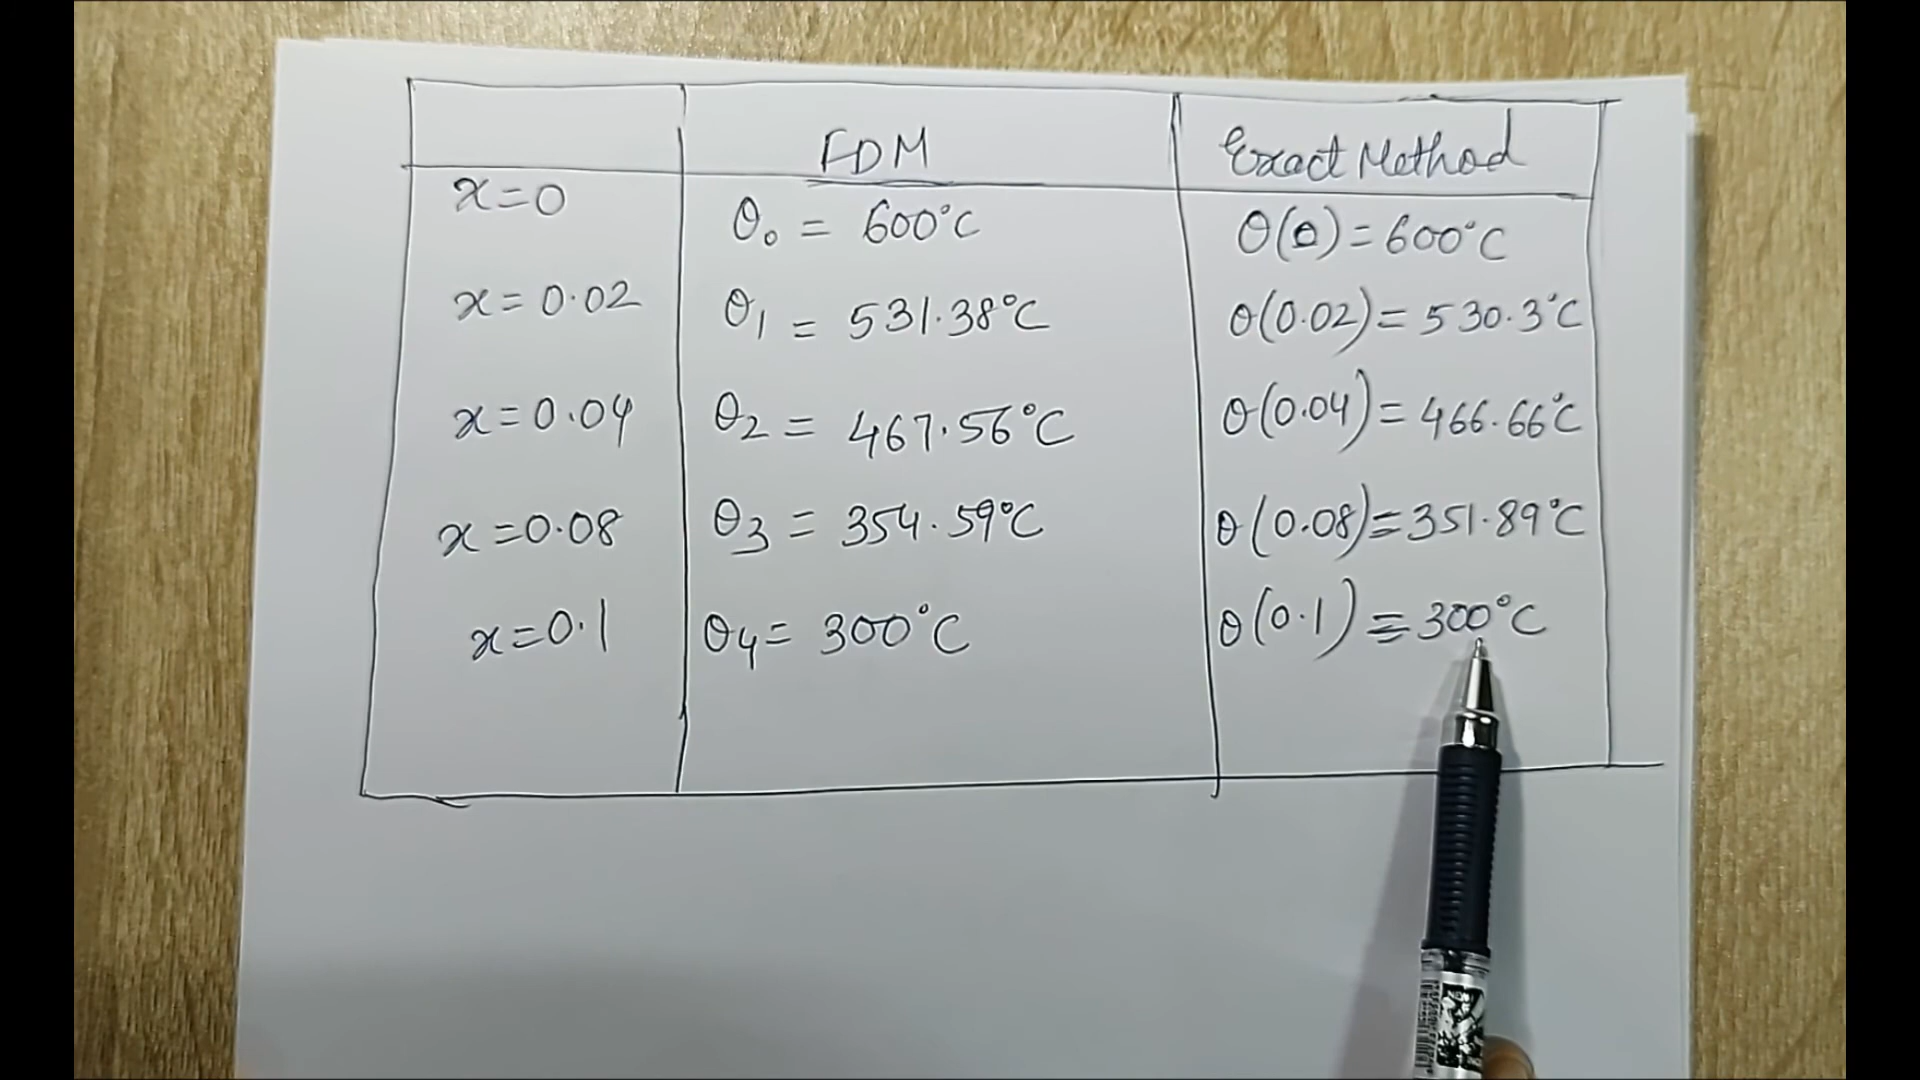 FDM Exact Method
x=0 θ₀ = 600°C θ(0)=600°C
x=0.02 θ₁ = 531.38°C θ(0.02)=530.3°C
x=0.04 θ₂ = 467.56°C θ(0.04)=466.66°C
x=0.08 θ₃ = 354.59°C θ(0.08)=351.89°C
x=0.1 θ₄= 300°C θ(0.1)=300°C